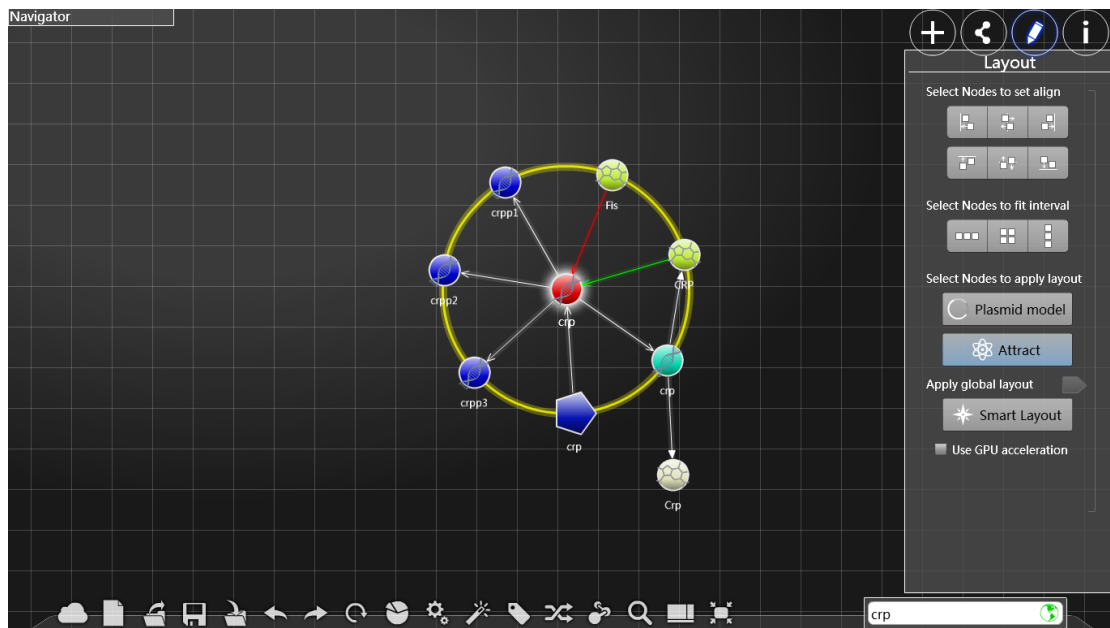 Navigator
Layout
Select Nodes to set align
Select Nodes to fit interval
Select Nodes to apply layout
Plasmid model
Attract
Apply global layout
Smart Layout
Use GPU acceleration
crpp1
Fis
CRP
crpp2
crp
crp
crpp3
crp
Crp
crp